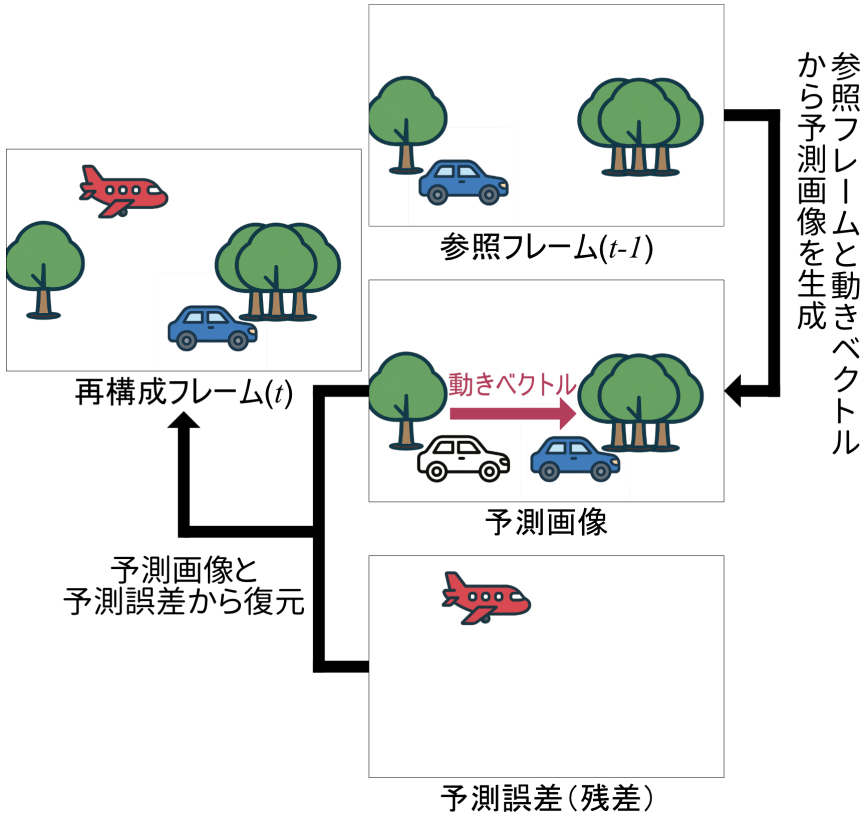 参照フレーム(t-1)
参照フレームと動きベクトル
から予測画像を生成
再構成フレーム(t)
動きベクトル
予測画像
予測画像と
予測誤差から復元
予測誤差（残差）